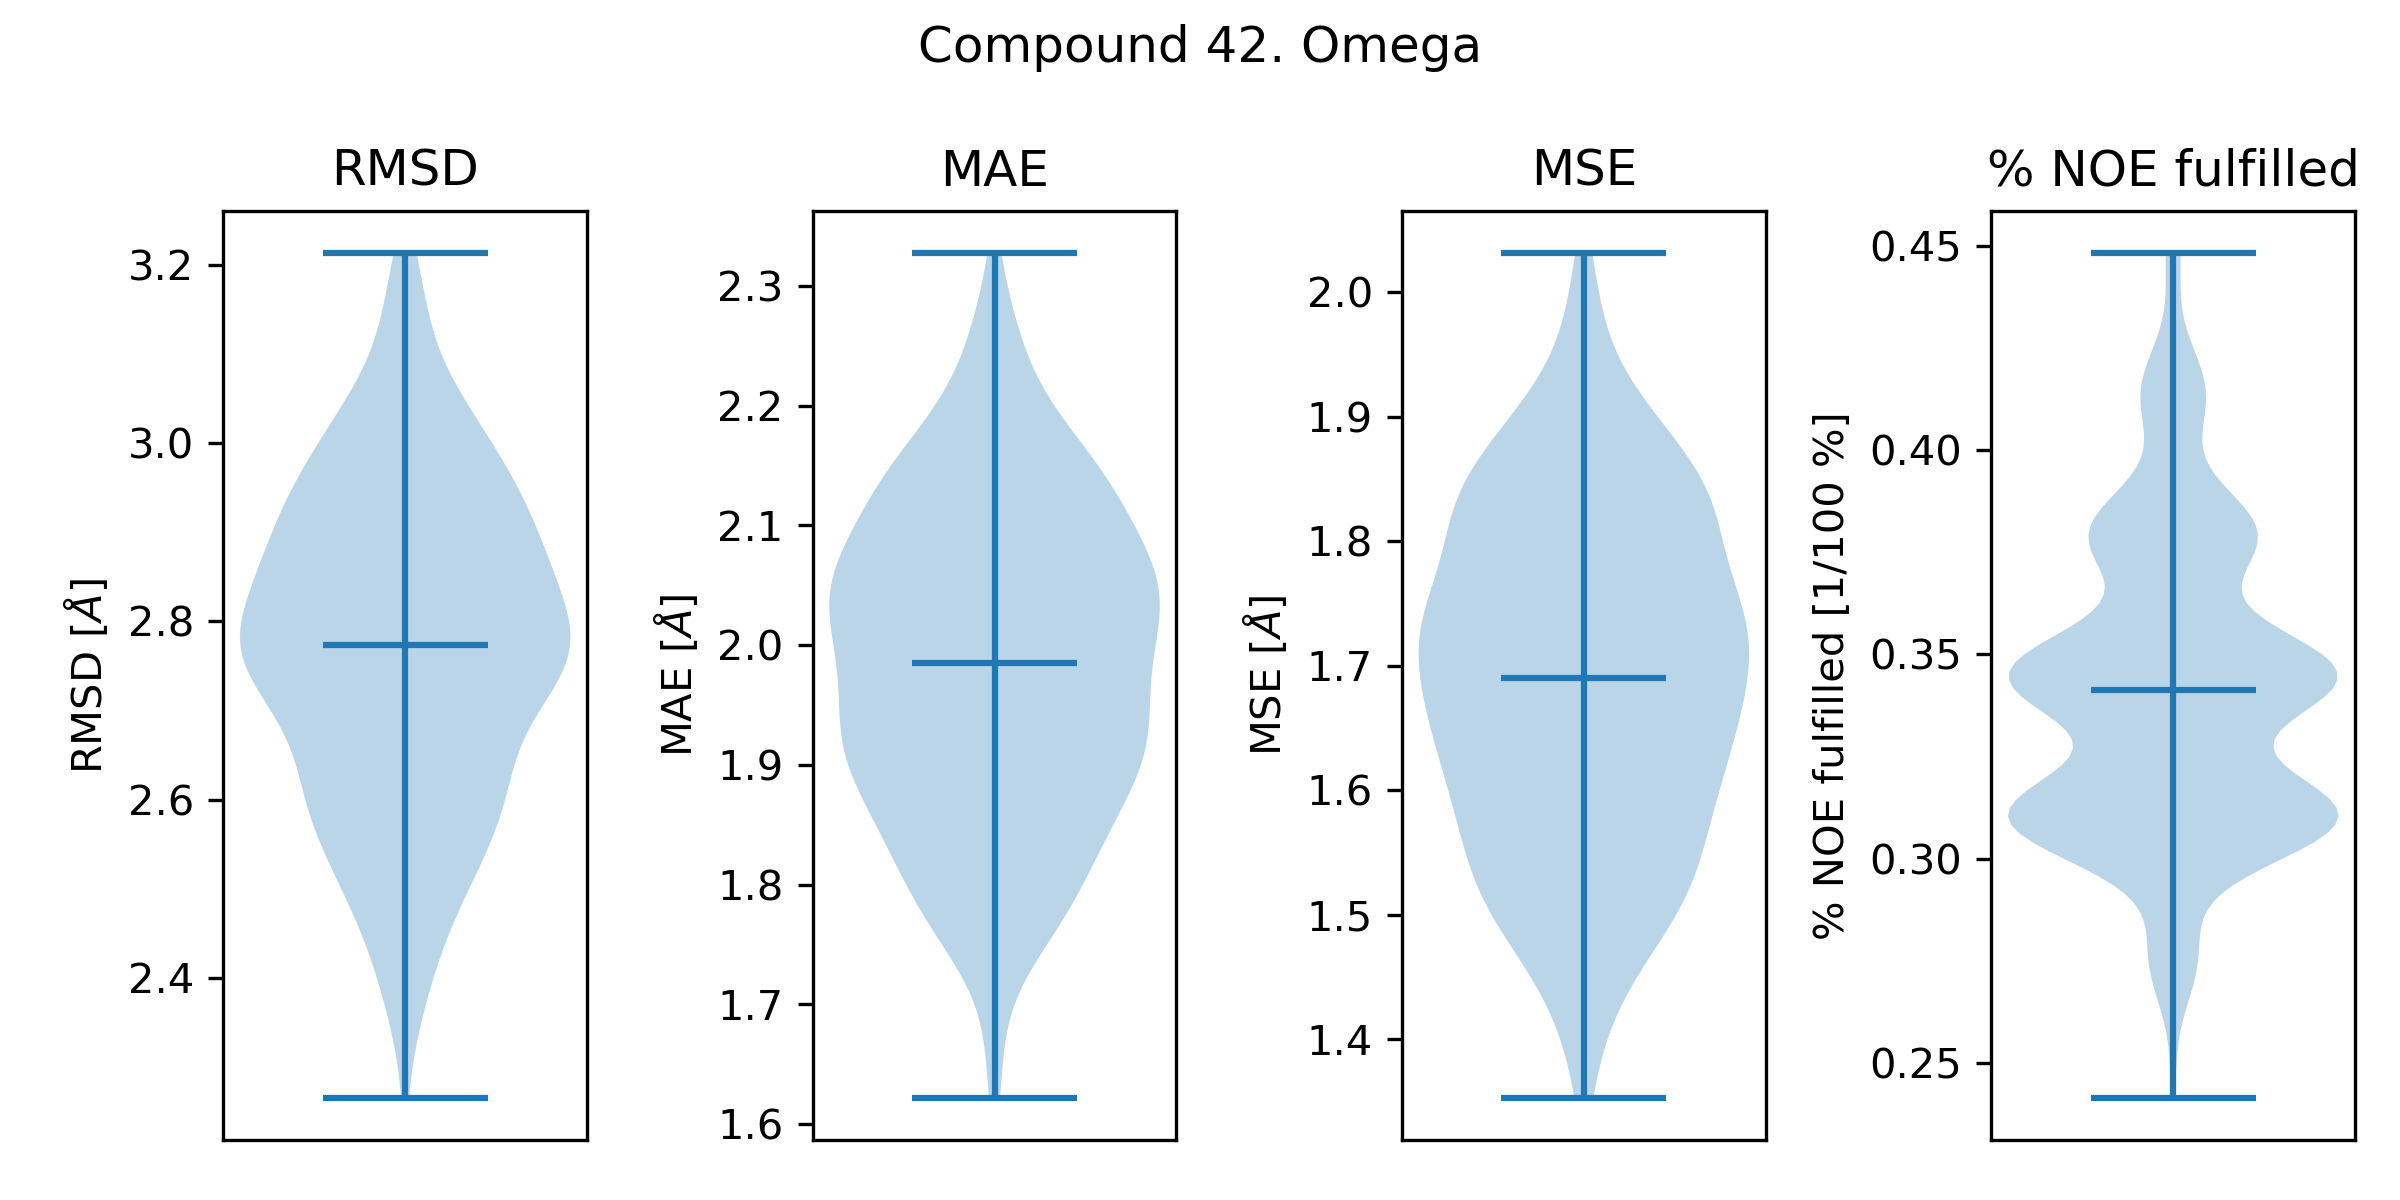 Compound 42. Omega
RMSD
MAE
MSE
% NOE fulfilled
RMSD [Å]
3.2
3.0
2.8
2.6
2.4
MAE [Å]
2.3
2.2
2.1
2.0
1.9
1.8
1.7
1.6
MSE [Å]
2.0
1.9
1.8
1.7
1.6
1.5
1.4
% NOE fulfilled [1/100 %]
0.45
0.40
0.35
0.30
0.25